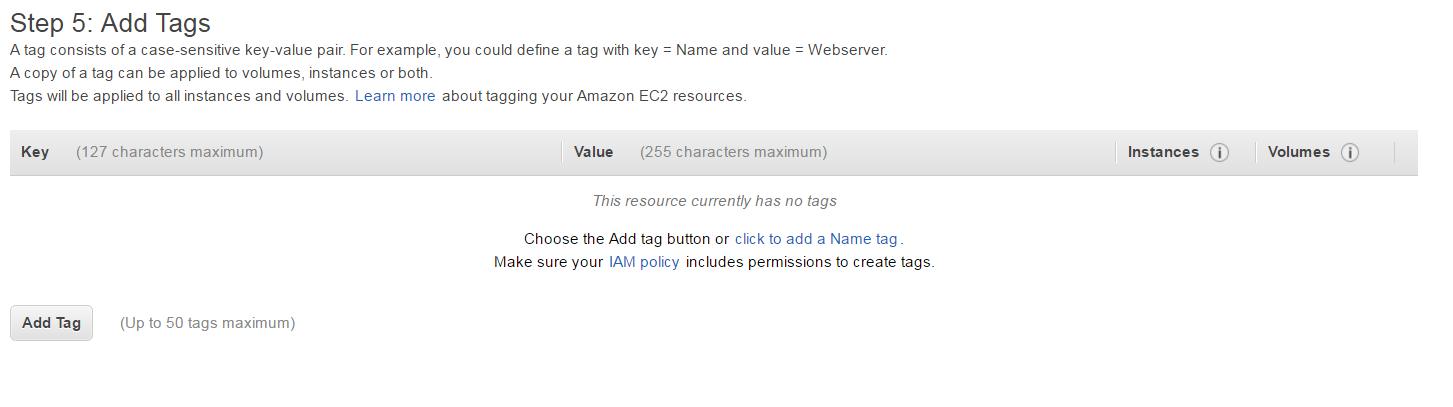 Step 5: Add Tags
A tag consists of a case-sensitive key-value pair. For example, you could define a tag with key = Name and value = Webserver.
A copy of a tag can be applied to volumes, instances or both.
Tags will be applied to all instances and volumes. Learn more about tagging your Amazon EC2 resources.
Key (127 characters maximum) Value (255 characters maximum) Instances i Volumes i
This resource currently has no tags
Choose the Add tag button or click to add a Name tag.
Make sure your IAM policy includes permissions to create tags.
Add Tag (Up to 50 tags maximum)